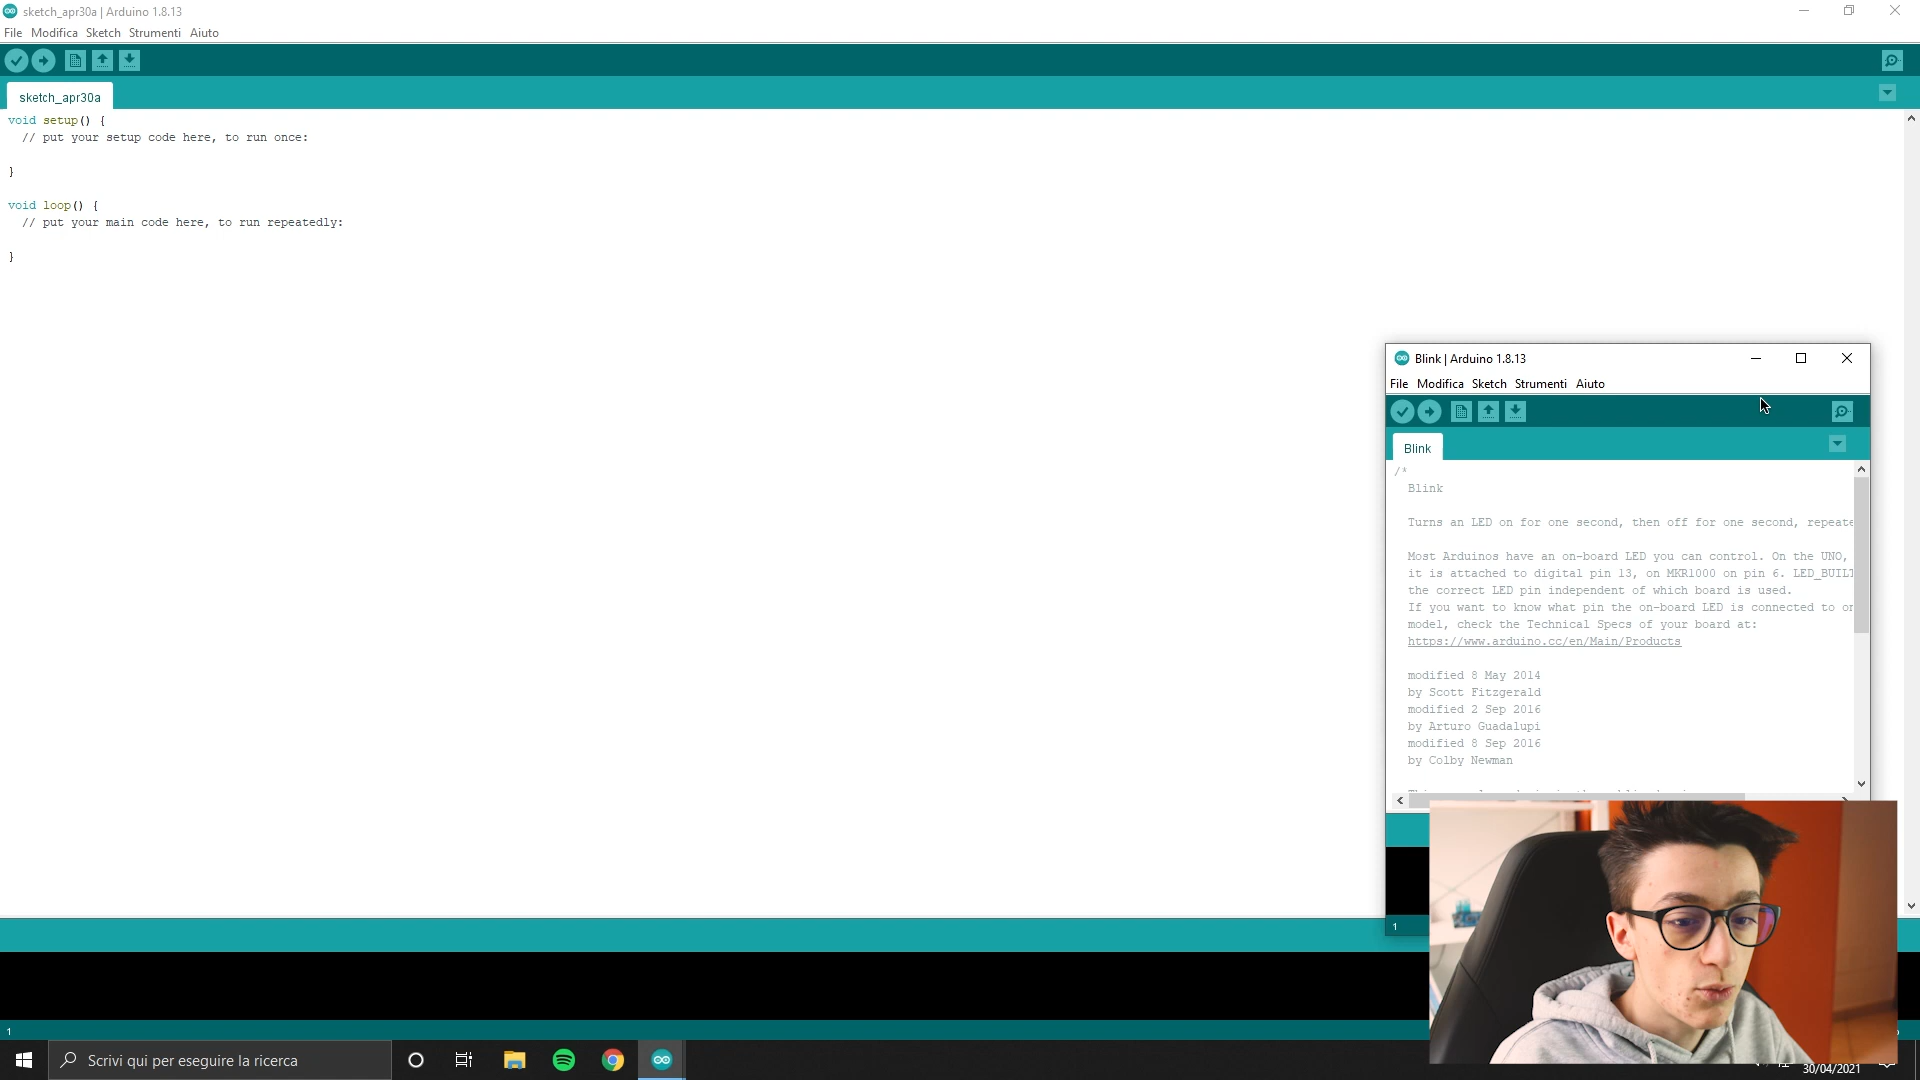 sketch_apr30a | Arduino 1.8.13
File Modifica Sketch Strumenti Aiuto
sketch_apr30a
void setup() {
// put your setup code here, to run once:
}
void loop() {
// put your main code here, to run repeatedly:
}
Blink | Arduino 1.8.13
File Modifica Sketch Strumenti Aiuto
Blink
/*
Blink
Turns an LED on for one second, then off for one second, repeate
Most Arduinos have an on-board LED you can control. On the UNO,
it is attached to digital pin 13, on MKR1000 on pin 6. LED_BUILT
the correct LED pin independent of which board is used.
If you want to know what pin the on-board LED is connected to on
model, check the Technical Specs of your board at:
https://www.arduino.cc/en/Main/Products
modified 8 May 2014
by Scott Fitzgerald
modified 2 Sep 2016
by Arturo Guadalupi
modified 8 Sep 2016
by Colby Newman
1
1
Scrivi qui per eseguire la ricerca
30/04/2021